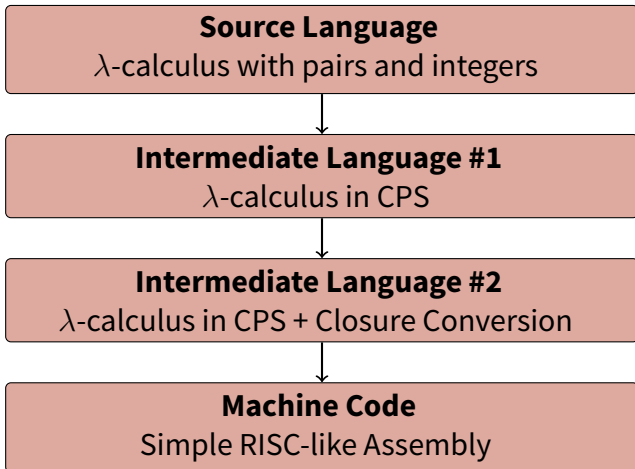 Source Language
λ-calculus with pairs and integers
Intermediate Language #1
λ-calculus in CPS
Intermediate Language #2
λ-calculus in CPS + Closure Conversion
Machine Code
Simple RISC-like Assembly